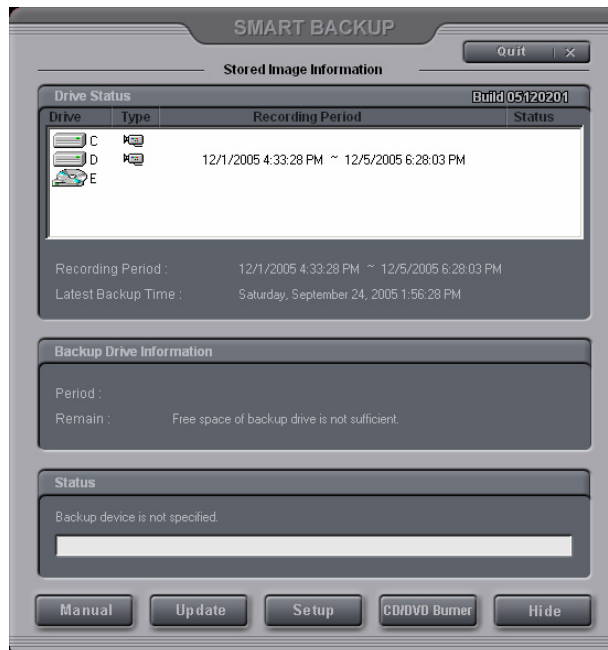 SMART BACKUP
Quit | ×
Stored Image Information
Drive Status Build 05120201
Drive Type Recording Period Status
C
D 12/1/2005 4:33:28 PM ~ 12/5/2005 6:28:03 PM
E
Recording Period : 12/1/2005 4:33:28 PM ~ 12/5/2005 6:28:03 PM
Latest Backup Time : Saturday, September 24, 2005 1:56:28 PM
Backup Drive Information
Period :
Remain : Free space of backup drive is not sufficient.
Status
Backup device is not specified.
Manual Update Setup CD/DVD Burner Hide